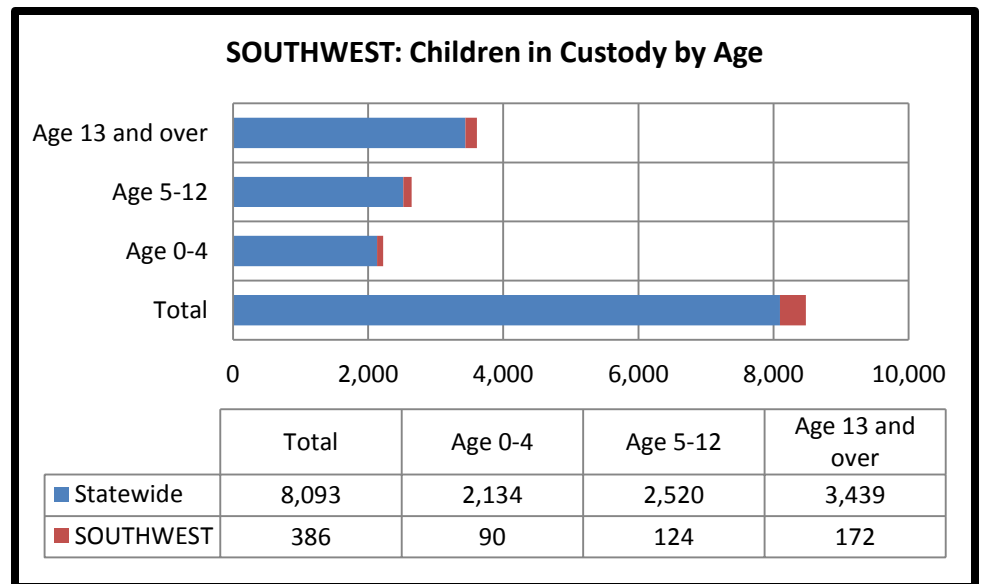 SOUTHWEST: Children in Custody by Age
Age 13 and over
Age 5-12
Age 0-4
Total
0 2,000 4,000 6,000 8,000 10,000
Total Age 0-4 Age 5-12 Age 13 and
over
Statewide 8,093 2,134 2,520 3,439
SOUTHWEST 386 90 124 172